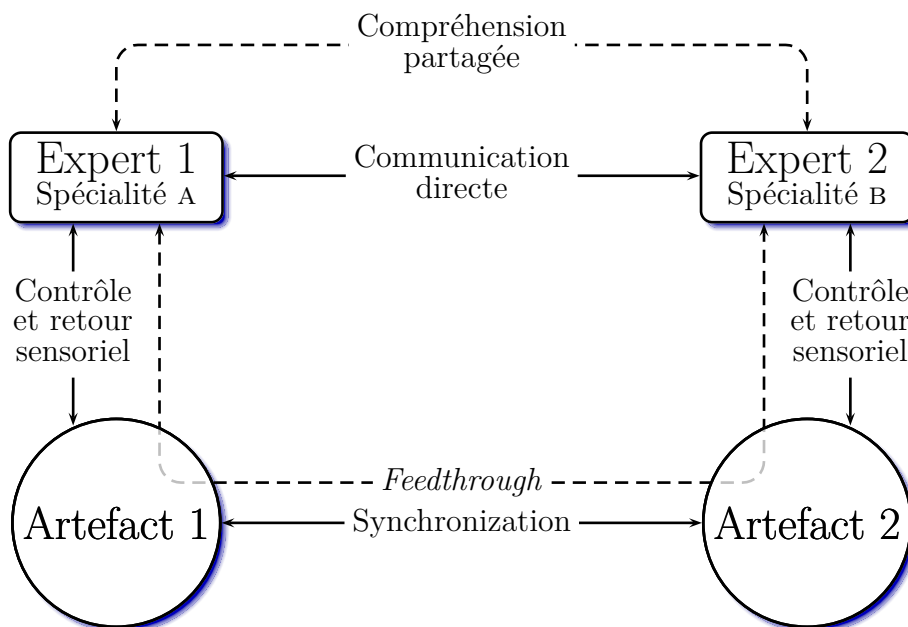 Compréhension
partagée
Expert 1
Spécialité A
Communication
directe
Expert 2
Spécialité B
Contrôle
et retour
sensoriel
Contrôle
et retour
sensoriel
Feedthrough
Artefact 1
Synchronization
Artefact 2